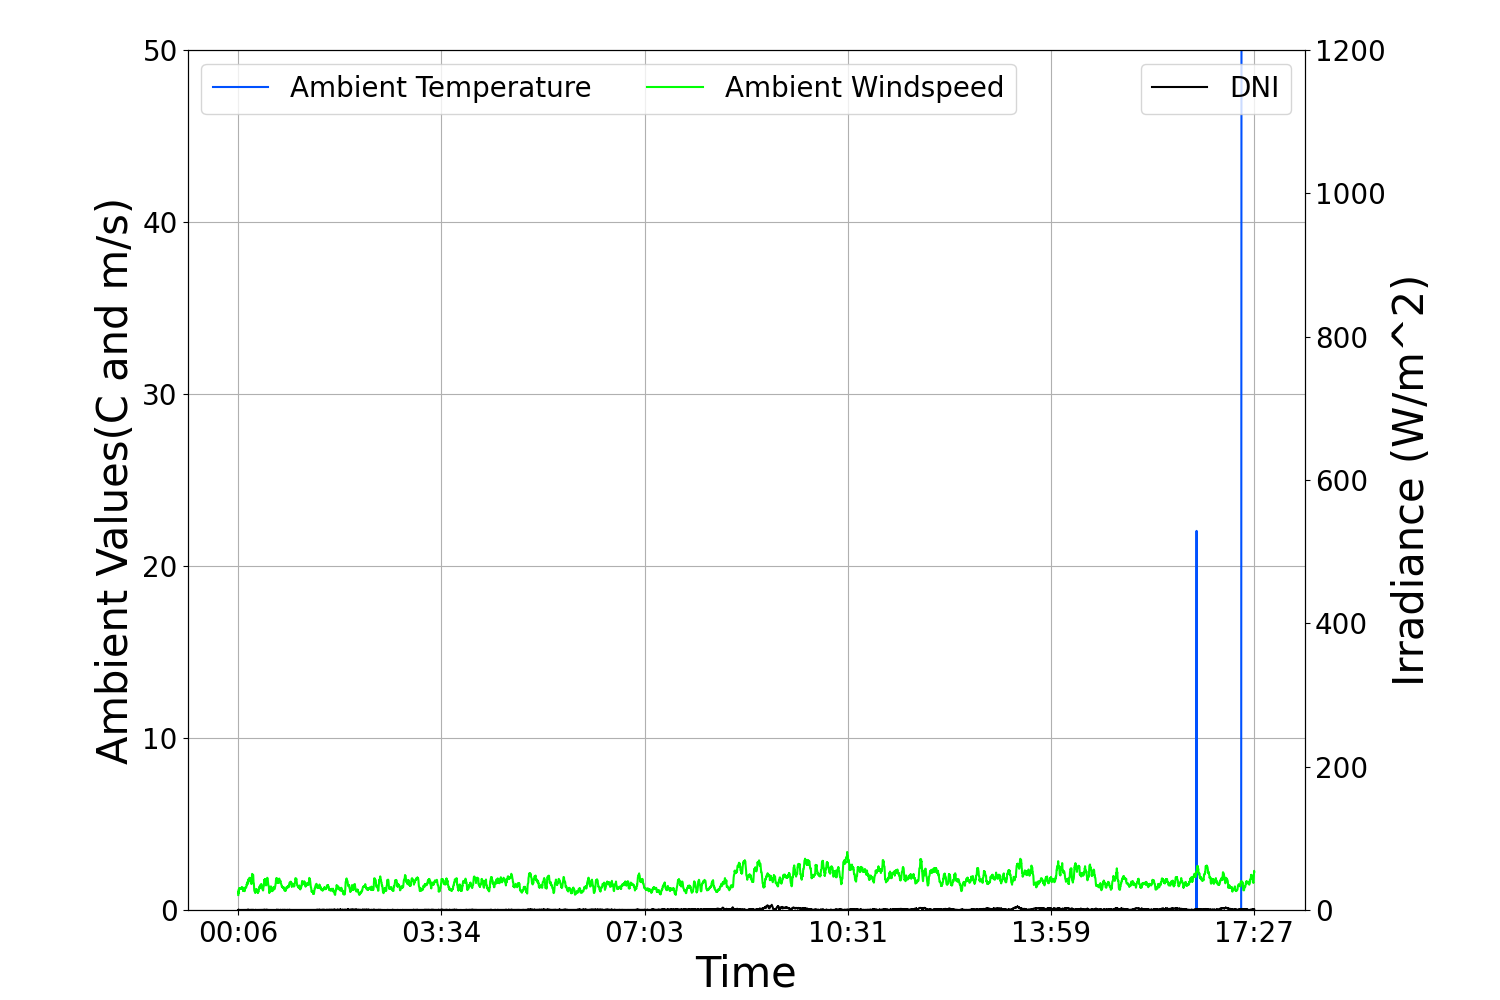 Ambient Temperature
Ambient Windspeed
DNI
Ambient Values(C and m/s)
50
40
30
20
10
0
1200
1000
800
600
400
200
0
Irradiance (W/m^2)
00:06 03:34 07:03 10:31 13:59 17:27
Time